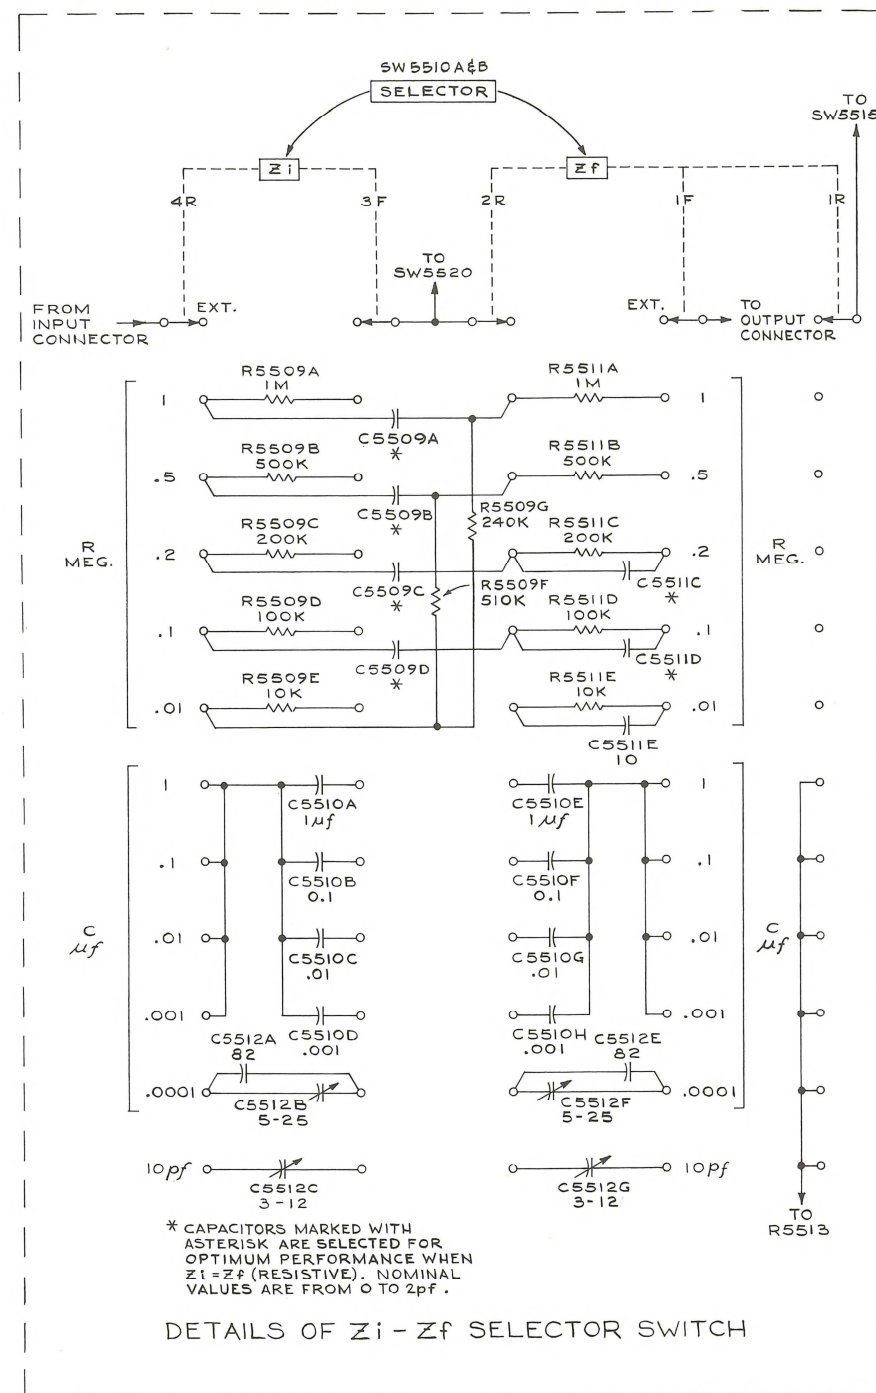 SW5510A&B
SELECTOR
TO
SW5515
Zi
Zf
4R
3F
2R
1F
1R
TO
SW5520
FROM
INPUT
CONNECTOR
EXT.
EXT.
TO
OUTPUT
CONNECTOR
R
MEG.
1
R5509A
1M
C5509A
*
R5511A
1M
1
.5
R5509B
500K
C5509B
*
R5509G
240K
R5511B
500K
.5
.2
R5509C
200K
C5509C
*
R5509F
510K
R5511C
200K
C5511C
*
.2
R
MEG.
.1
R5509D
100K
C5509D
*
R5511D
100K
C5511D
*
.1
.01
R5509E
10K
R5511E
10K
C5511E
10
.01
C
μf
1
C5510A
1μf
C5510E
1μf
1
.1
C5510B
0.1
C5510F
0.1
.1
.01
C5510C
.01
C5510G
.01
.01
C
μf
.001
C5510D
.001
C5510H
.001
.001
C5512A
82
C5512E
82
.0001
C5512B
5-25
C5512F
5-25
.0001
10pf
C5512C
3-12
C5512G
3-12
10pf
TO
R5513
* CAPACITORS MARKED WITH
ASTERISK ARE SELECTED FOR
OPTIMUM PERFORMANCE WHEN
Zi=Zf (RESISTIVE). NOMINAL
VALUES ARE FROM 0 TO 2pf.
DETAILS OF Zi-Zf SELECTOR SWITCH